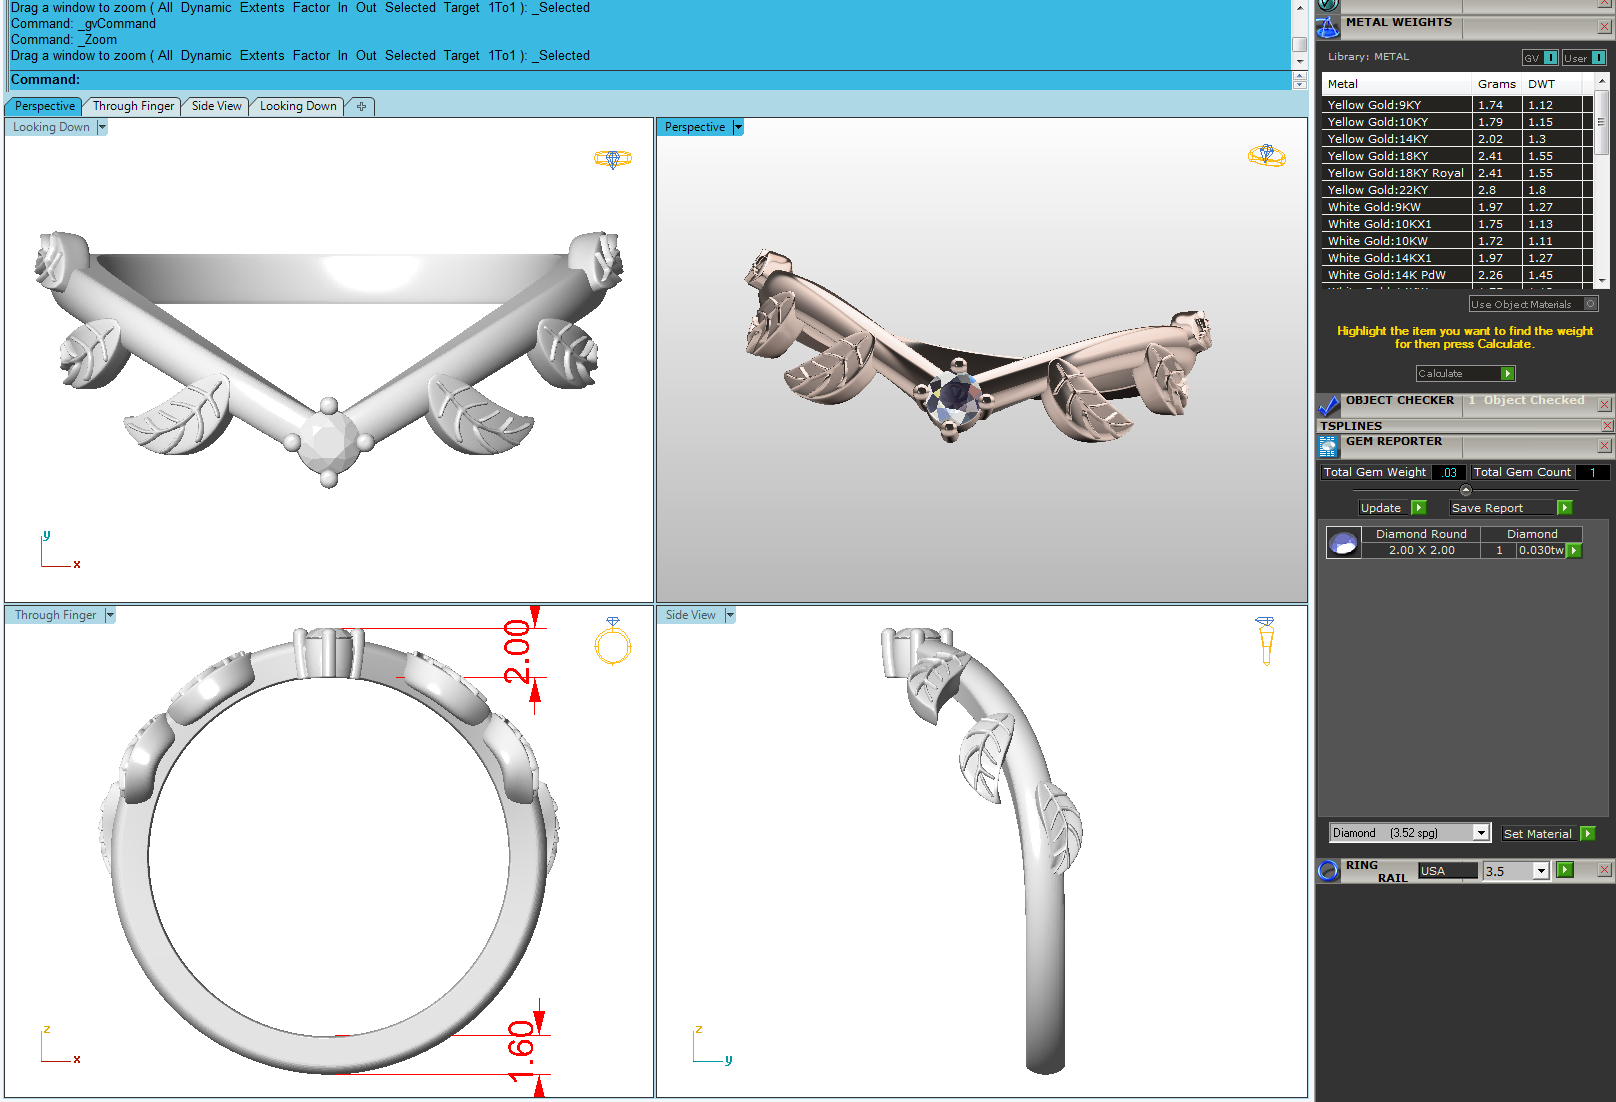 Drag a window to zoom ( All Dynamic Extents Factor In Out Selected Target 1To1 ): _Selected
Command: _gvCommand
Command: _Zoom
Drag a window to zoom ( All Dynamic Extents Factor In Out Selected Target 1To1 ): _Selected
Command:
Perspective Through Finger Side View Looking Down
Looking Down
y
x
Perspective
Through Finger
2.00
1.60
z
x
Side View
z
y
METAL WEIGHTS
Library: METAL GV User
Metal Grams DWT
Yellow Gold:9KY 1.74 1.12
Yellow Gold:10KY 1.79 1.15
Yellow Gold:14KY 2.02 1.3
Yellow Gold:18KY 2.41 1.55
Yellow Gold:18KY Royal 2.41 1.55
Yellow Gold:22KY 2.8 1.8
White Gold:9KW 1.97 1.27
White Gold:10KX1 1.75 1.13
White Gold:10KW 1.72 1.11
White Gold:14KX1 1.97 1.27
White Gold:14K PdW 2.26 1.45
Use Object Materials
Highlight the item you want to find the weight
for then press Calculate.
Calculate
OBJECT CHECKER 1 Object Checked
TSPLINES
GEM REPORTER
Total Gem Weight .03 Total Gem Count 1
Update Save Report
Diamond Round Diamond
2.00 X 2.00 1 0.030tw
Diamond (3.52 spg) Set Material
RING
RAIL USA 3.5